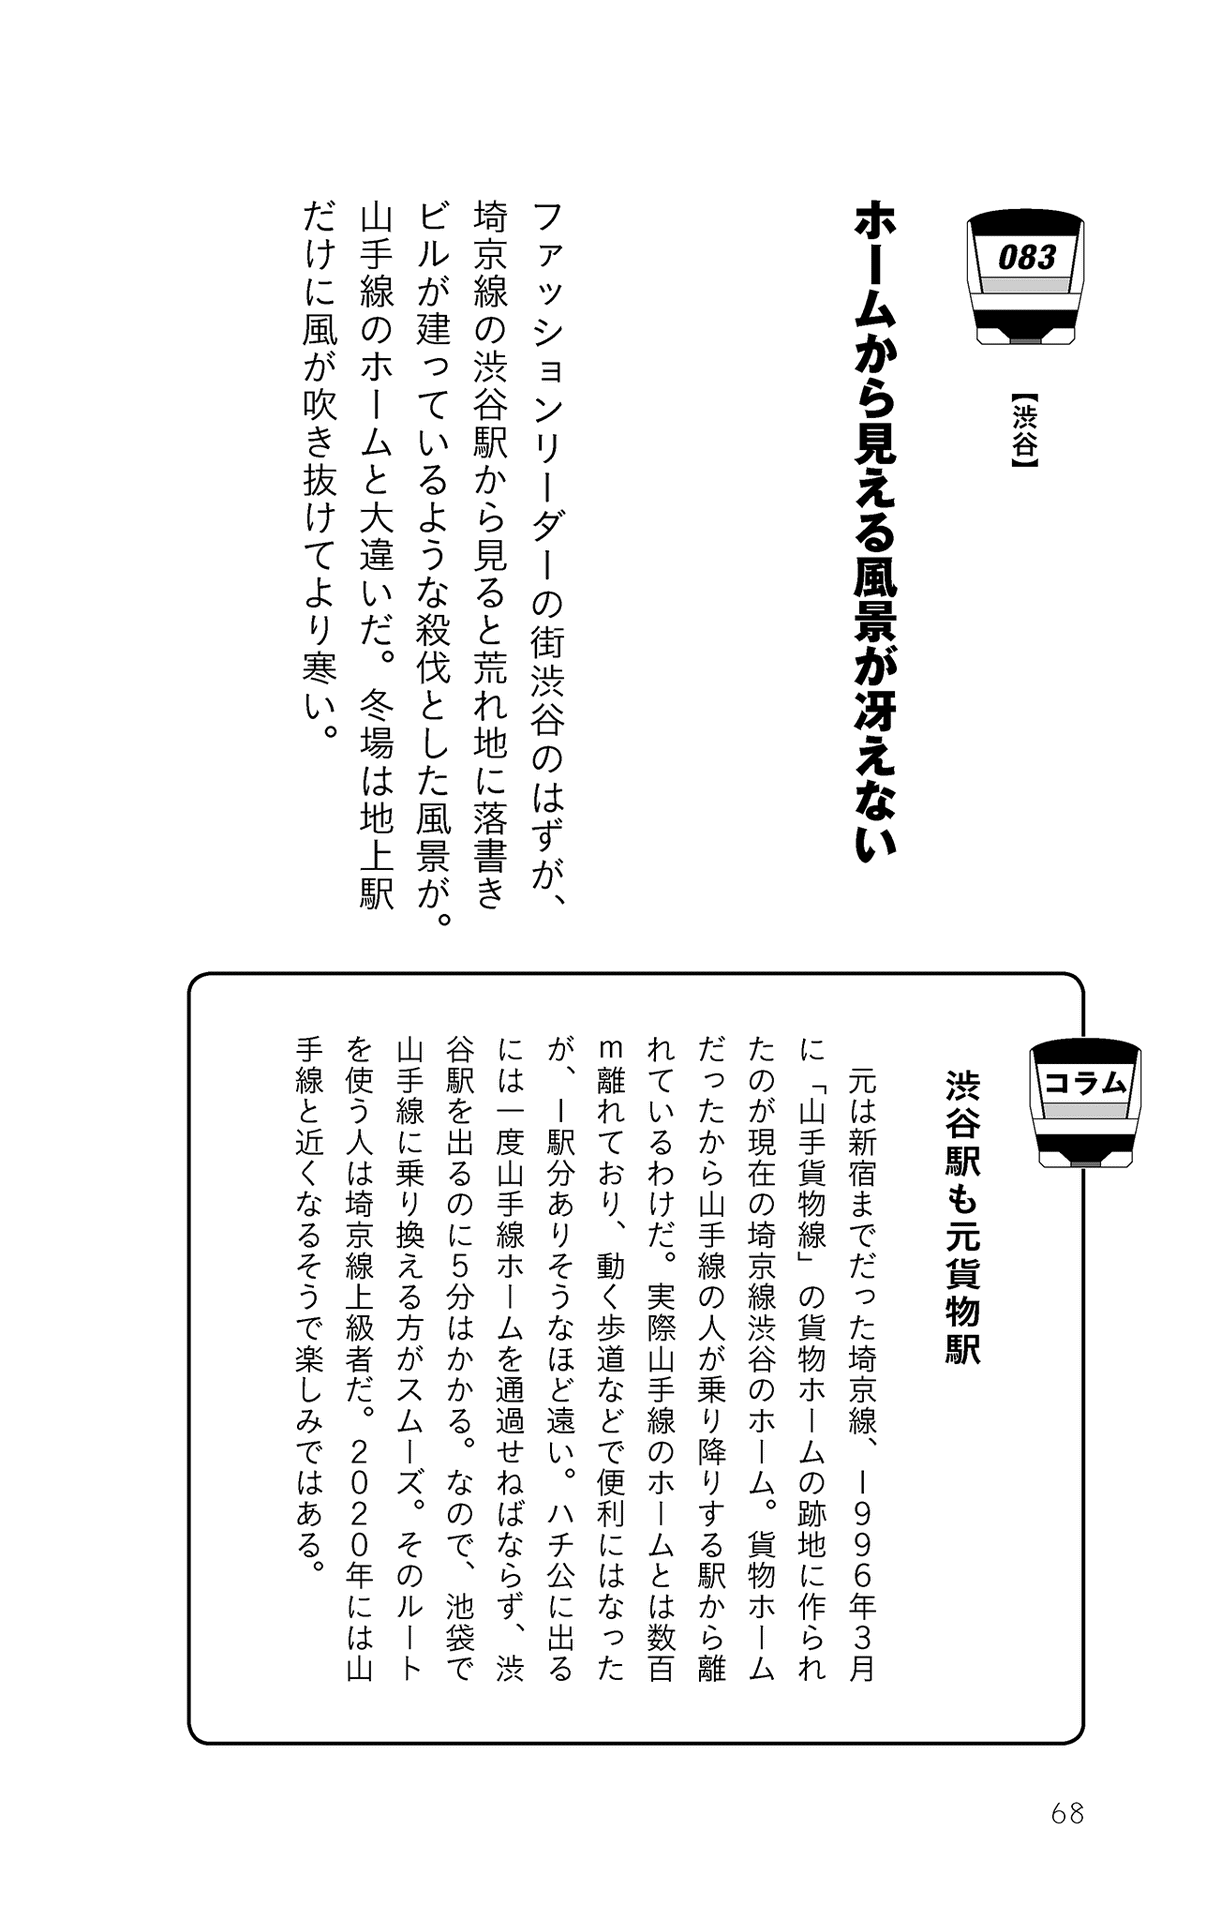 083
【渋谷】
ホームから見える風景が冴えない
ファッションリーダーの街渋谷のはずが、
埼京線の渋谷駅から見ると荒れ地に落書き
ビルが建っているような殺伐とした風景が。
山手線のホームと大違いだ。冬場は地上駅
だけに風が吹き抜けてより寒い。
コラム
渋谷駅も元貨物駅
元は新宿までだった埼京線、1996年3月
に「山手貨物線」の貨物ホームの跡地に作られ
たのが現在の埼京線渋谷のホーム。貨物ホーム
だったから山手線の人が乗り降りする駅から離
れているわけだ。実際山手線のホームとは数百
m離れており、動く歩道などで便利にはなった
が、1駅分ありそうなほど遠い。ハチ公に出る
には一度山手線ホームを通過せねばならず、渋
谷駅を出るのに5分はかかる。なので、池袋で
山手線に乗り換える方がスムーズ。そのルート
を使う人は埼京線上級者だ。2020年には山
手線と近くなるそうで楽しみではある。
68